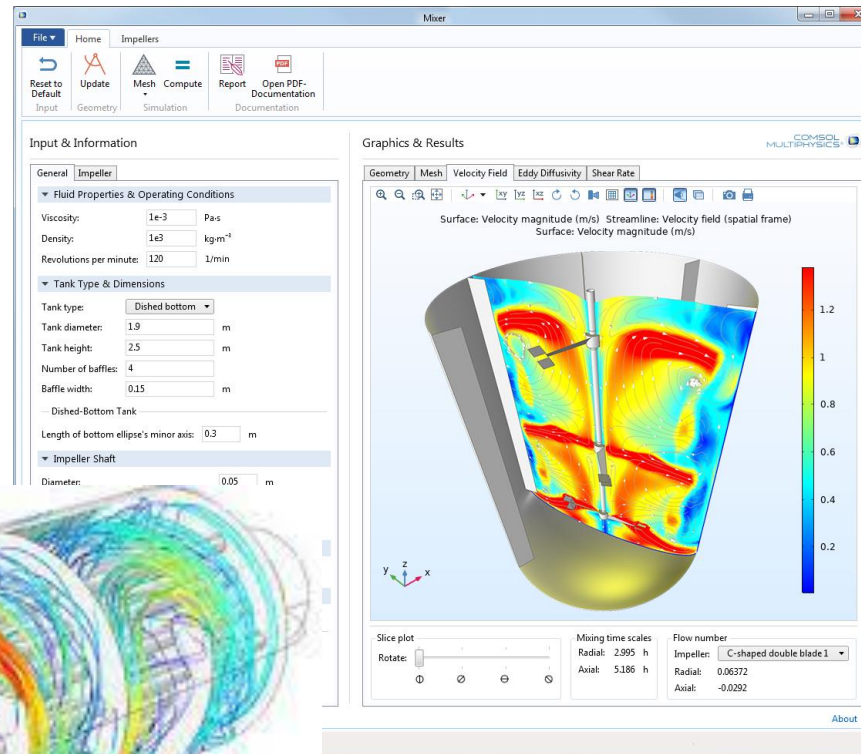 Mixer
File Home Impellers
Reset to Default
Update
Mesh
Compute
Report
Open PDF-Documentation
Input Geometry Simulation Documentation
Input & Information
General Impeller
Fluid Properties & Operating Conditions
Viscosity: 1e-3 Pa·s
Density: 1e3 kg·m⁻³
Revolutions per minute: 120 1/min
Tank Type & Dimensions
Tank type: Dished bottom
Tank diameter: 1.9 m
Tank height: 2.5 m
Number of baffles: 4
Baffle width: 0.15 m
Dished-Bottom Tank
Length of bottom ellipse's minor axis: 0.3 m
Impeller Shaft
Diameter: 0.05 m
Graphics & Results
COMSOL
MULTIPHYSICS®
Geometry Mesh Velocity Field Eddy Diffusivity Shear Rate
xy yz xz
Surface: Velocity magnitude (m/s) Streamline: Velocity field (spatial frame)
Surface: Velocity magnitude (m/s)
1.2
1
0.8
0.6
0.4
0.2
y z x
Slice plot
Rotate:
Mixing time scales
Radial: 2.995 h
Axial: 5.186 h
Flow number
Impeller: C-shaped double blade 1
Radial: 0.06372
Axial: -0.0292
About